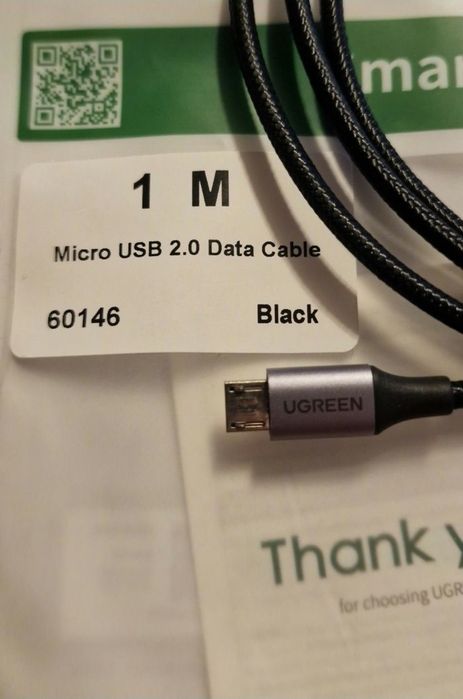 1 M
Micro USB 2.0 Data Cable
60146 Black
UGREEN
Thank
for choosing